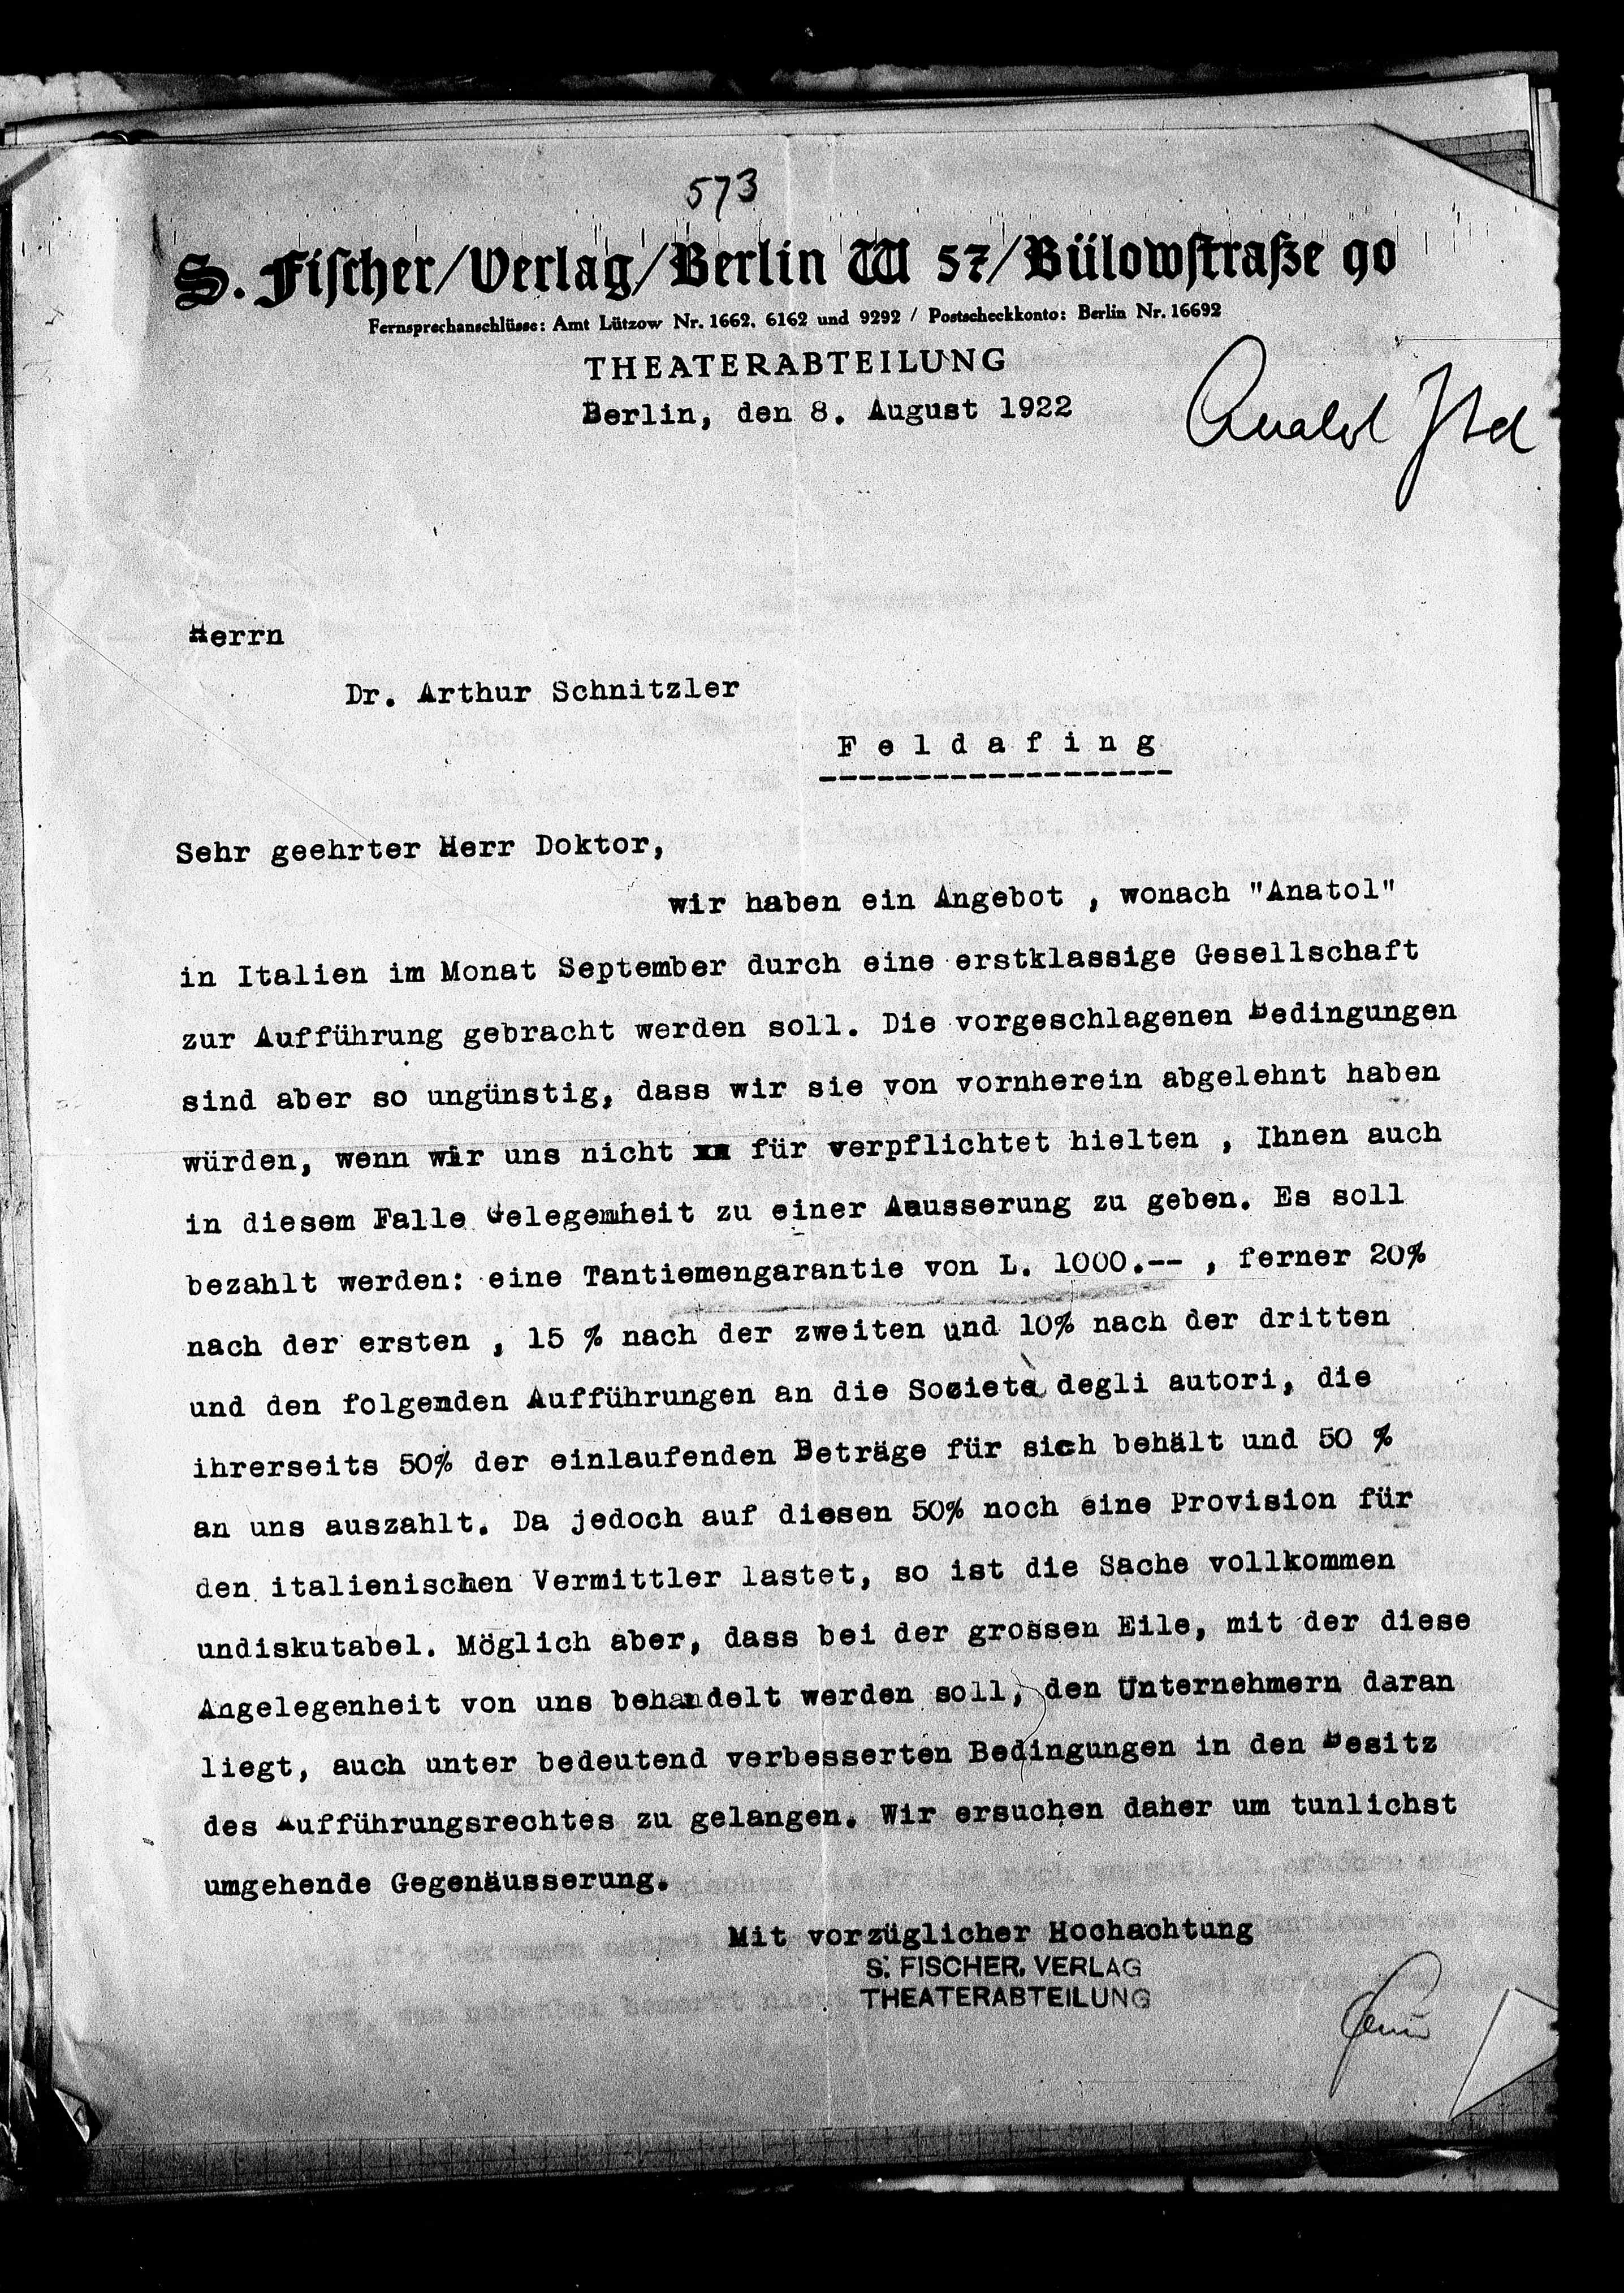 573
S. Fischer/Verlag/Berlin W 57/Bülowstraße 90
Fernsprechanschlüsse: Amt Lützow Nr. 1662, 6162 und 9292 / Postscheckkonto: Berlin Nr. 16692
THEATERABTEILUNG
Berlin, den 8. August 1922
Anatol Ital
Herrn
Dr. Arthur Schnitzler
F e l d a f i n g
Sehr geehrter Herr Doktor,
wir haben ein Angebot , wonach "Anatol"
in Italien im Monat September durch eine erstklassige Gesellschaft
zur Aufführung gebracht werden soll. Die vorgeschlagenen Bedingungen
sind aber so ungünstig, dass wir sie von vornherein abgelehnt haben
würden, wenn wir uns nicht xx für verpflichtet hielten , Ihnen auch
in diesem Falle Gelegenheit zu einer Aausserung zu geben. Es soll
bezahlt werden: eine Tantiemengarantie von L. 1000.-- , ferner 20%
nach der ersten , 15 % nach der zweiten und 10% nach der dritten
und den folgenden Aufführungen an die Societè degli autori, die
ihrerseits 50% der einlaufenden Beträge für sich behält und 50 %
an uns auszahlt. Da jedoch auf diesen 50% noch eine Provision für
den italienischen Vermittler lastet, so ist die Sache vollkommen
undiskutabel. Möglich aber, dass bei der grossen Eile, mit der diese
Angelegenheit von uns behandelt werden soll, den Unternehmern daran
liegt, auch unter bedeutend verbesserten Bedingungen in den Besitz
des Aufführungsrechtes zu gelangen. Wir ersuchen daher um tunlichst
umgehende Gegenäusserung.
Mit vorzüglicher Hochachtung
S. FISCHER, VERLAG
THEATERABTEILUNG